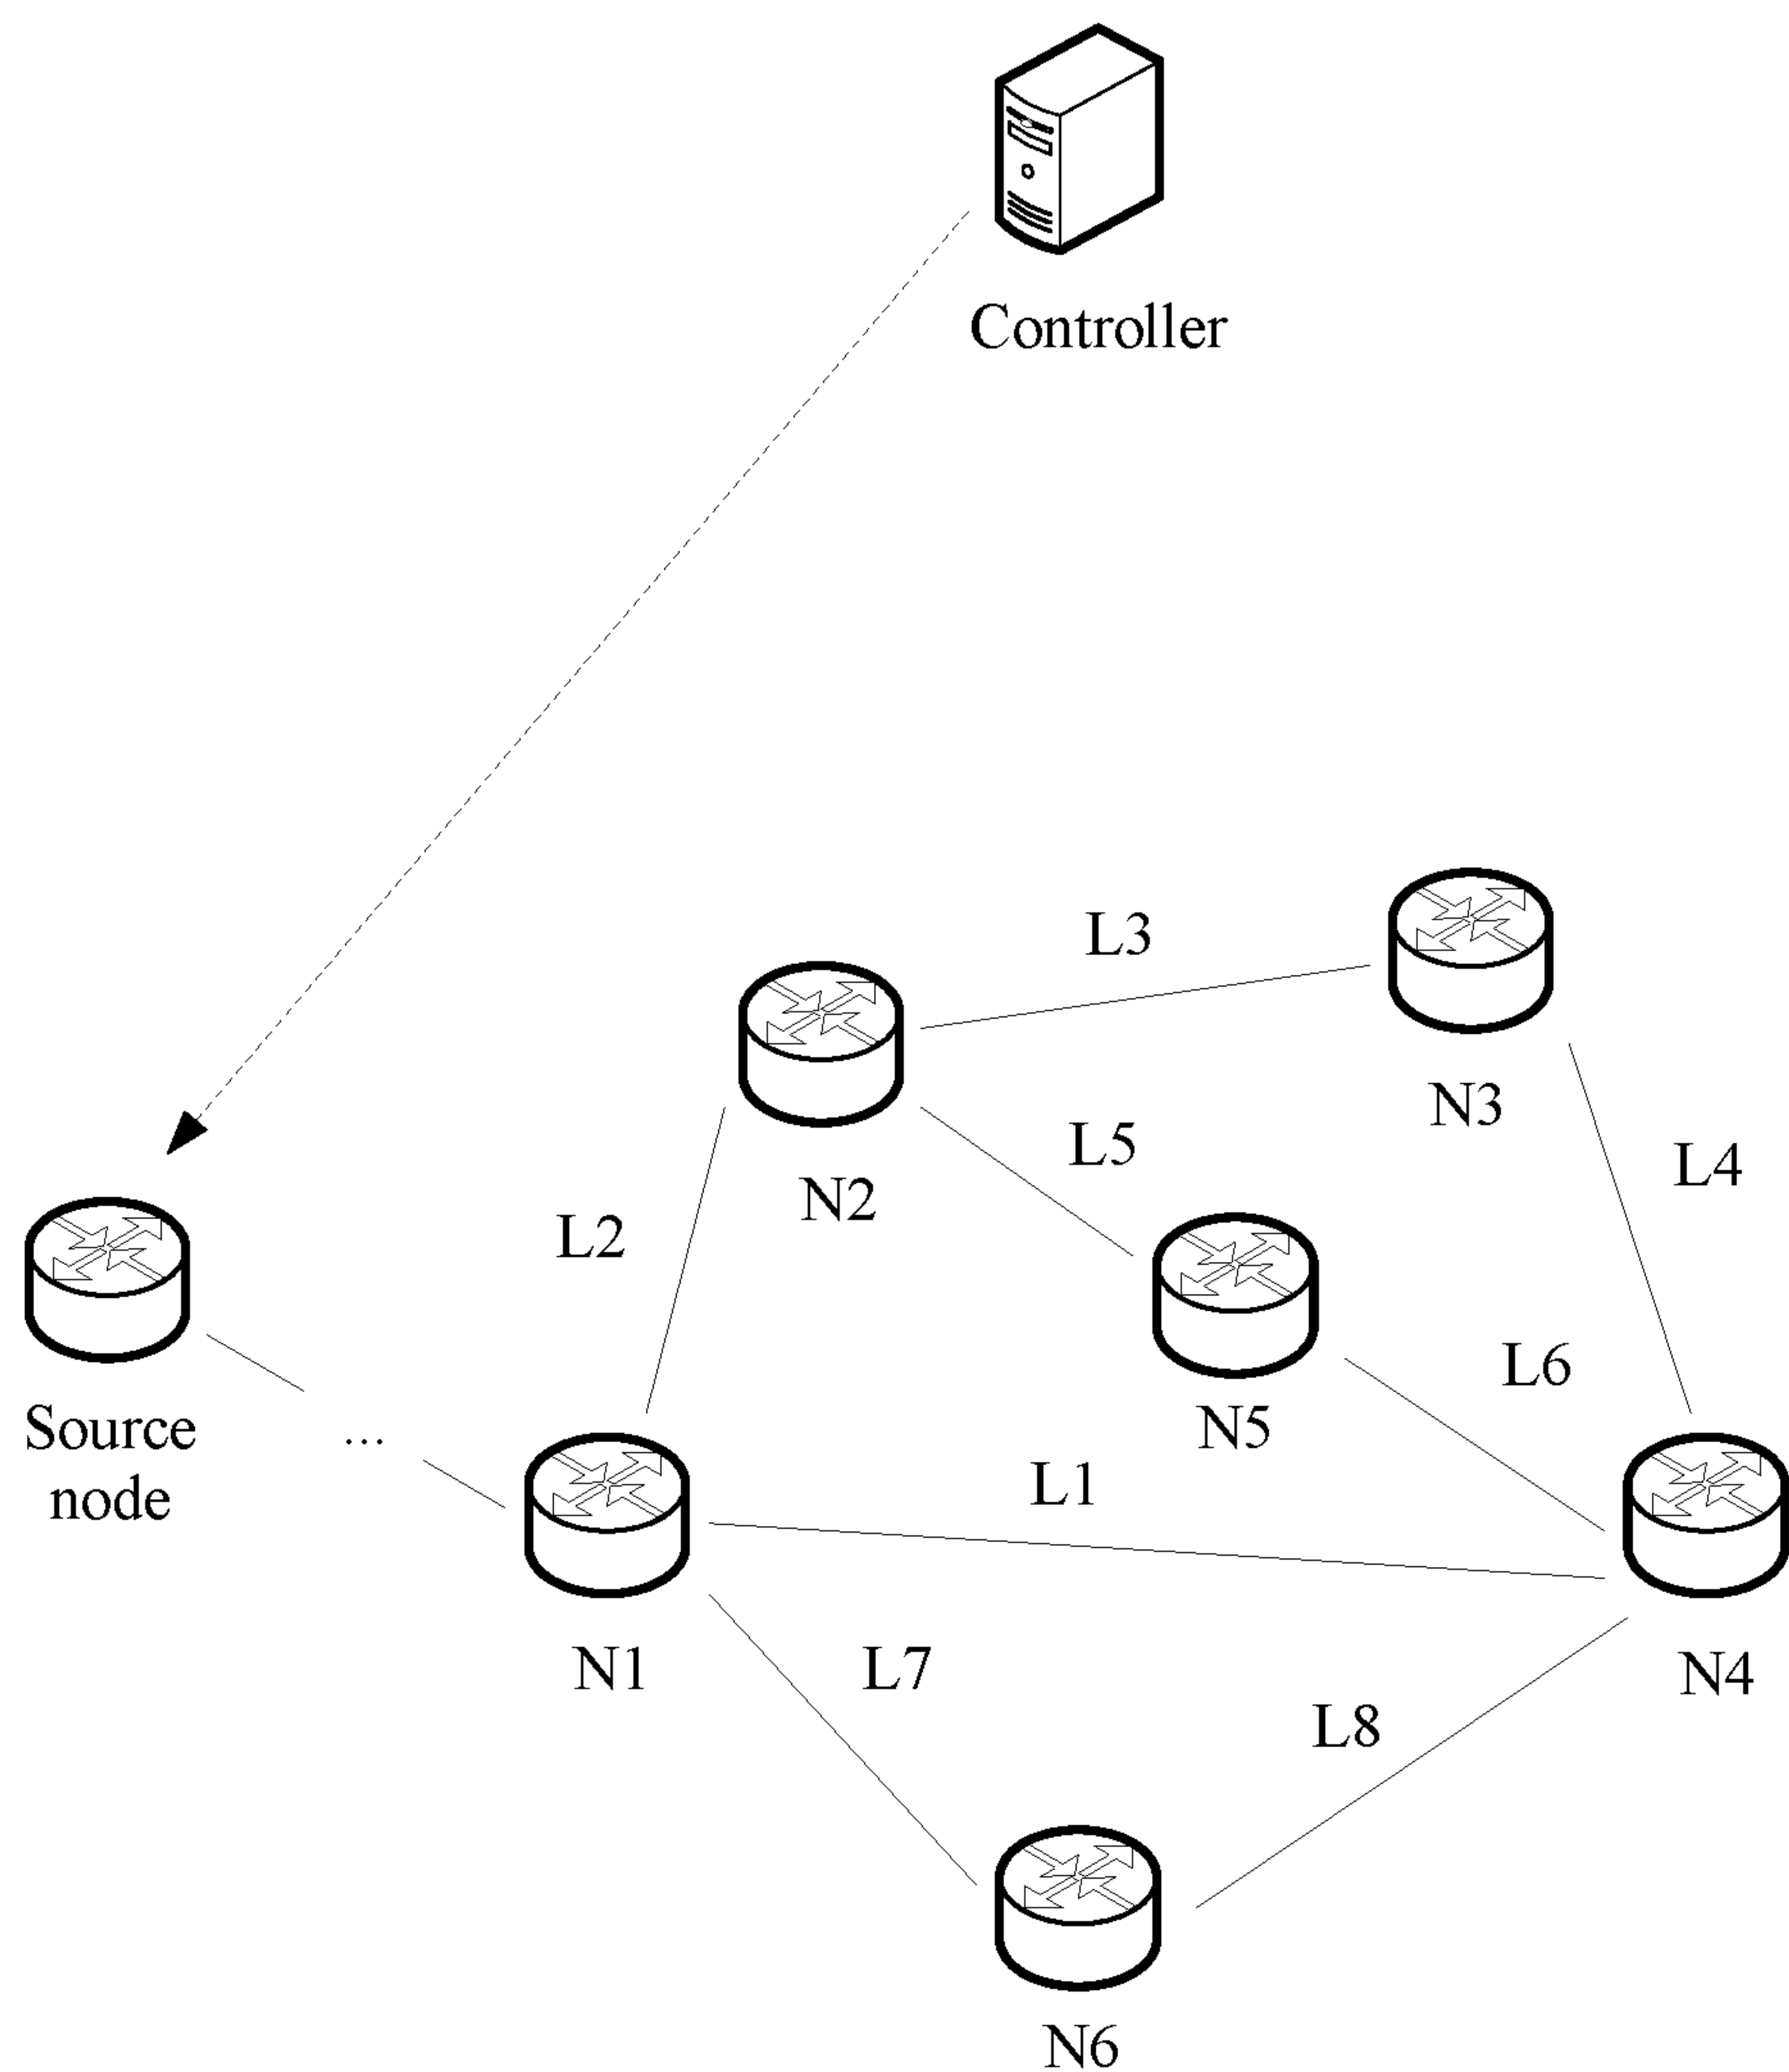 Controller
L3
N3
L5
L4
N2
L2
L6
Source
node
...
N5
L1
N1
L7
N4
L8
N6